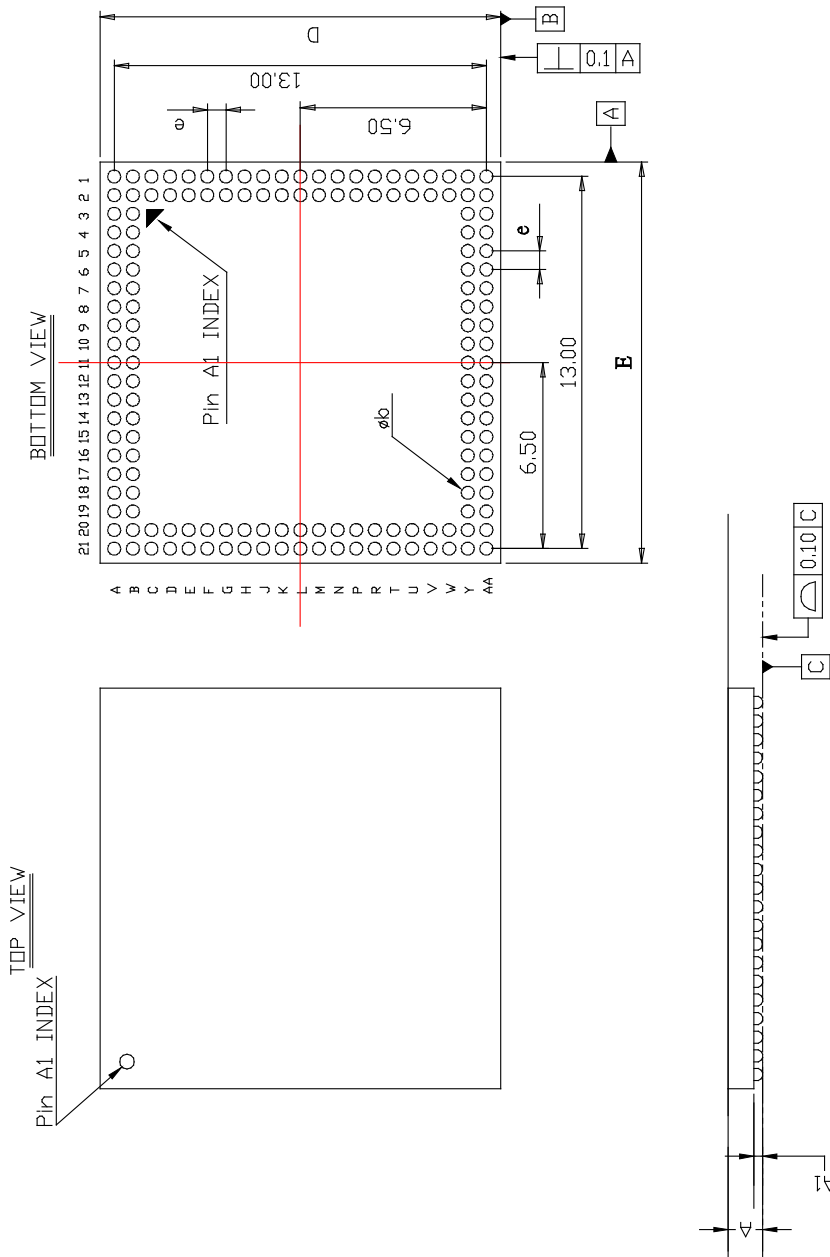 TOP VIEW
Pin A1 INDEX
BOTTOM VIEW
21 20 19 18 17 16 15 14 13 12 11 10 9 8 7 6 5 4 3 2 1
A
B
C
D
E
F
G
H
J
K
L
M
N
P
R
T
U
V
W
Y
AA
Pin A1 INDEX
øb
e
13.00
6.50
D
B
0.1 A
A
e
6.50
13.00
E
0.10 C
C
A
A1